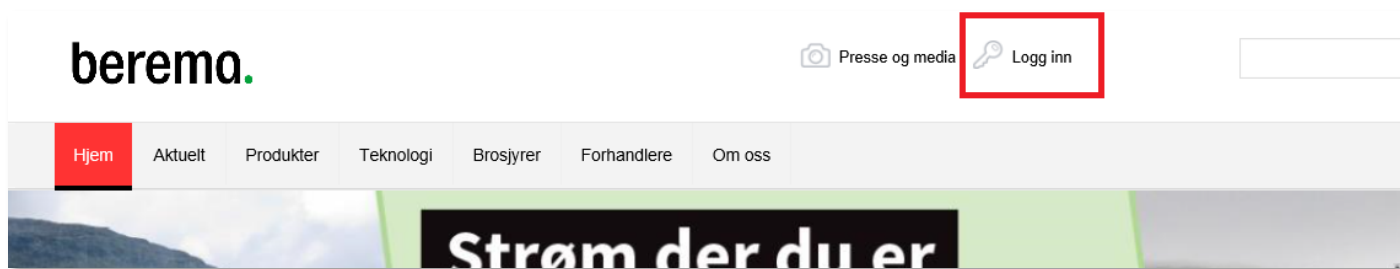 berema.
Presse og media Logg inn
Hjem Aktuelt Produkter Teknologi Brosjyrer Forhandlere Om oss
Strøm der du er